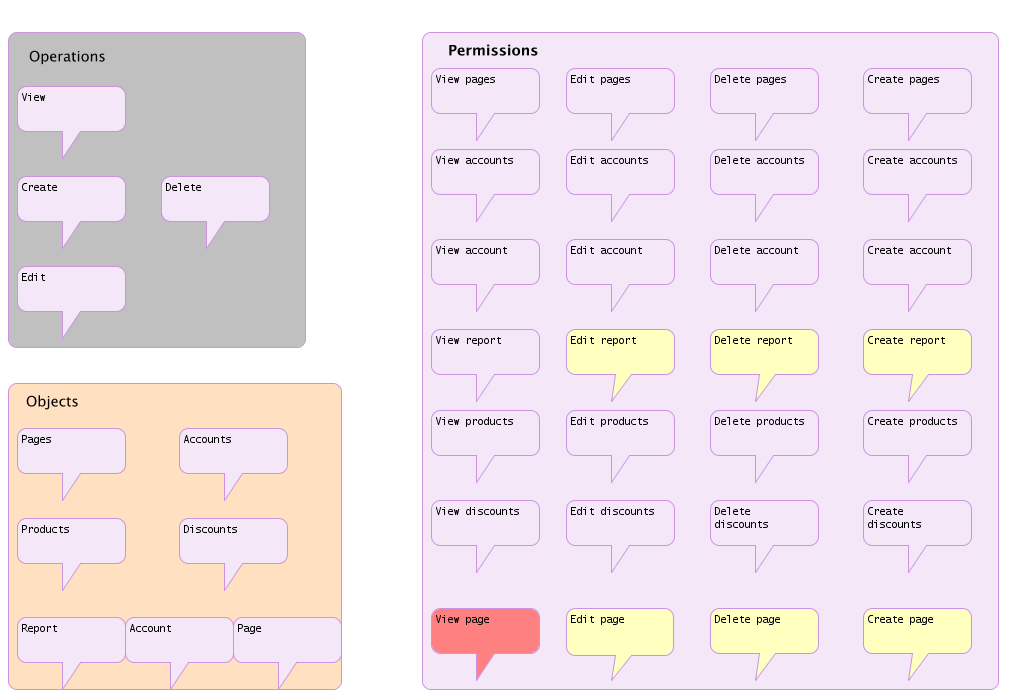 Operations
View
Create
Delete
Edit
Objects
Pages
Accounts
Products
Discounts
Report
Account
Page
Permissions
View pages
Edit pages
Delete pages
Create pages
View accounts
Edit accounts
Delete accounts
Create accounts
View account
Edit account
Delete account
Create account
View report
Edit report
Delete report
Create report
View products
Edit products
Delete products
Create products
View discounts
Edit discounts
Delete
discounts
Create
discounts
View page
Edit page
Delete page
Create page